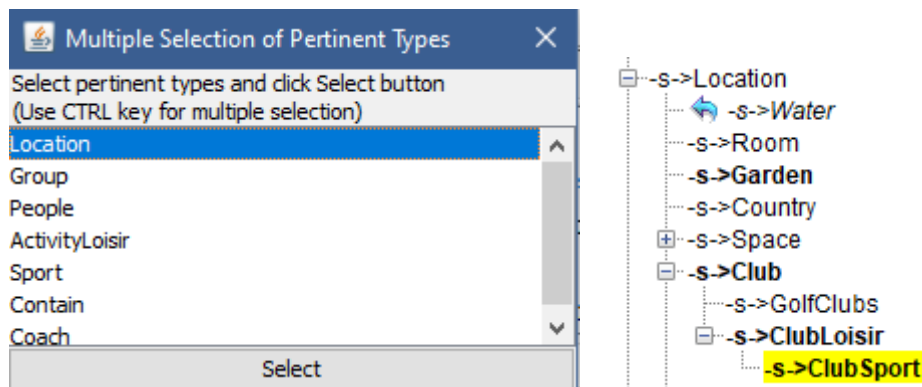 Multiple Selection of Pertinent Types
Select pertinent types and click Select button
(Use CTRL key for multiple selection)
Location
Group
People
ActivityLoisir
Sport
Contain
Coach
Select
-s->Location
-s->Water
-s->Room
-s->Garden
-s->Country
-s->Space
-s->Club
-s->GolfClubs
-s->ClubLoisir
-s->ClubSport